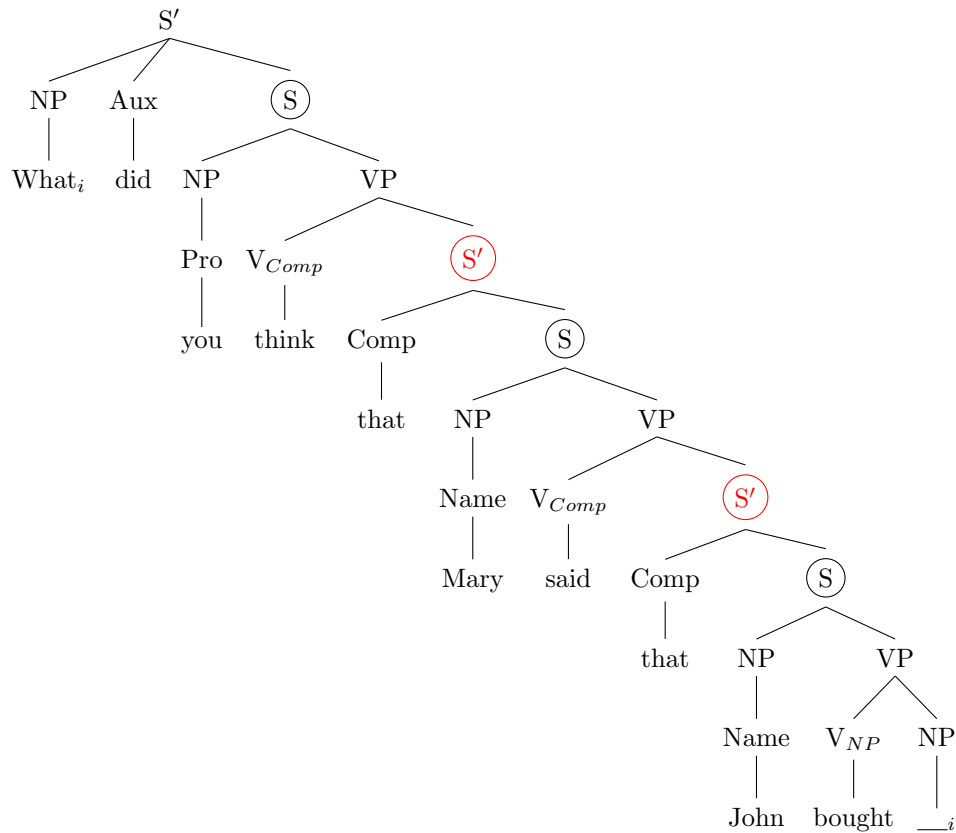 S′
NP Aux S
What_i did NP VP
Pro V_Comp S′
you think Comp S
that NP VP
Name V_Comp S′
Mary said Comp S
that NP VP
Name V_NP NP
John bought __i